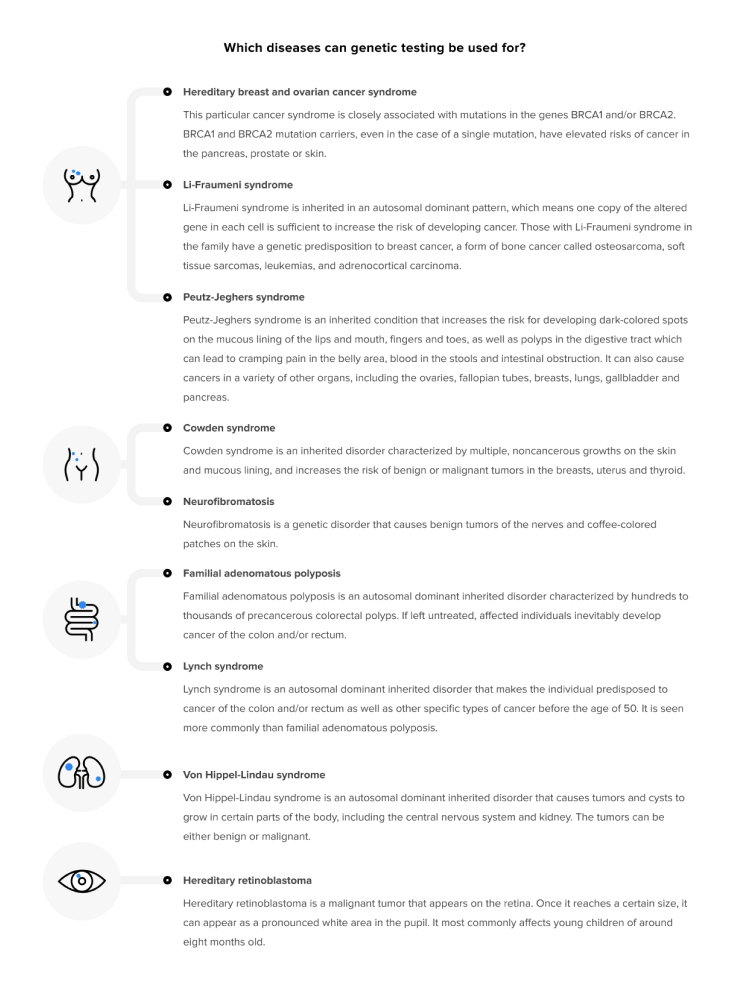 Which diseases can genetic testing be used for?
Hereditary breast and ovarian cancer syndrome
This particular cancer syndrome is closely associated with mutations in the genes BRCA1 and/or BRCA2.
BRCA1 and BRCA2 mutation carriers, even in the case of a single mutation, have elevated risks of cancer in
the pancreas, prostate or skin.
Li-Fraumeni syndrome
Li-Fraumeni syndrome is inherited in an autosomal dominant pattern, which means one copy of the altered
gene in each cell is sufficient to increase the risk of developing cancer. Those with Li-Fraumeni syndrome in
the family have a genetic predisposition to breast cancer, a form of bone cancer called osteosarcoma, soft
tissue sarcomas, leukemias, and adrenocortical carcinoma.
Peutz-Jeghers syndrome
Peutz-Jeghers syndrome is an inherited condition that increases the risk for developing dark-colored spots
on the mucous lining of the lips and mouth, fingers and toes, as well as polyps in the digestive tract which
can lead to cramping pain in the belly area, blood in the stools and intestinal obstruction. It can also cause
cancers in a variety of other organs, including the ovaries, fallopian tubes, breasts, lungs, gallbladder and
pancreas.
Cowden syndrome
Cowden syndrome is an inherited disorder characterized by multiple, noncancerous growths on the skin
and mucous lining, and increases the risk of benign or malignant tumors in the breasts, uterus and thyroid.
Neurofibromatosis
Neurofibromatosis is a genetic disorder that causes benign tumors of the nerves and coffee-colored
patches on the skin.
Familial adenomatous polyposis
Familial adenomatous polyposis is an autosomal dominant inherited disorder characterized by hundreds to
thousands of precancerous colorectal polyps. If left untreated, affected individuals inevitably develop
cancer of the colon and/or rectum.
Lynch syndrome
Lynch syndrome is an autosomal dominant inherited disorder that makes the individual predisposed to
cancer of the colon and/or rectum as well as other specific types of cancer before the age of 50. It is seen
more commonly than familial adenomatous polyposis.
Von Hippel-Lindau syndrome
Von Hippel-Lindau syndrome is an autosomal dominant inherited disorder that causes tumors and cysts to
grow in certain parts of the body, including the central nervous system and kidney. The tumors can be
either benign or malignant.
Hereditary retinoblastoma
Hereditary retinoblastoma is a malignant tumor that appears on the retina. Once it reaches a certain size, it
can appear as a pronounced white area in the pupil. It most commonly affects young children of around
eight months old.